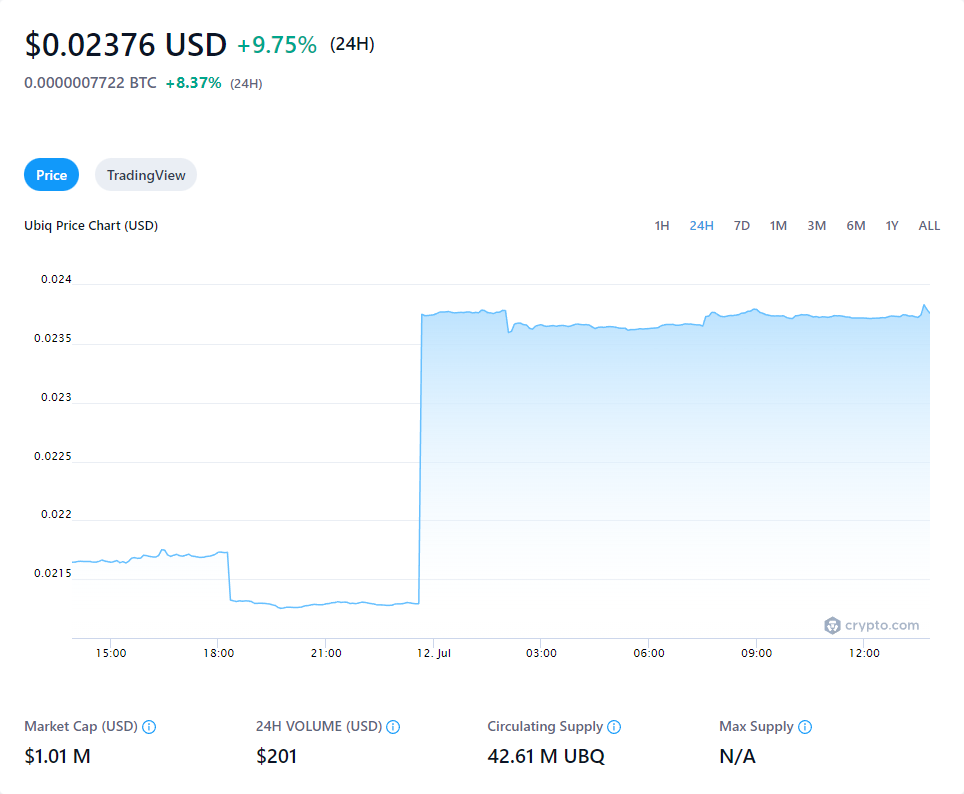 $0.02376 USD +9.75% (24H)
0.0000007722 BTC +8.37% (24H)
Price TradingView
Ubiq Price Chart (USD) 1H 24H 7D 1M 3M 6M 1Y ALL
0.024
0.0235
0.023
0.0225
0.022
0.0215
crypto.com
15:00 18:00 21:00 12. Jul 03:00 06:00 09:00 12:00
Market Cap (USD) 24H VOLUME (USD) Circulating Supply Max Supply
$1.01 M $201 42.61 M UBQ N/A